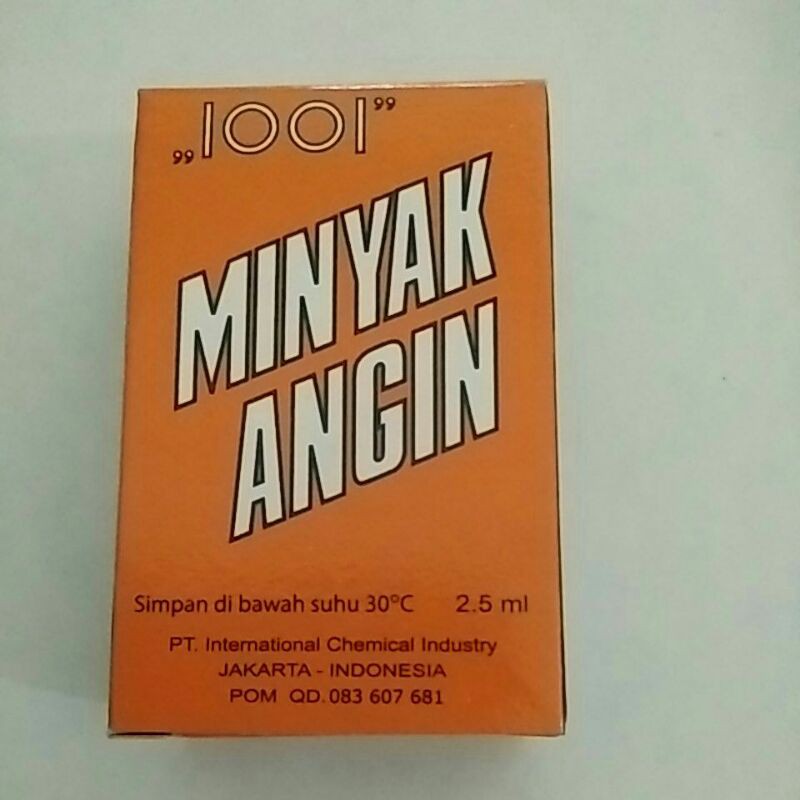 „1001”
MINYAK
ANGIN
Simpan di bawah suhu 30°C 2.5 ml
PT. International Chemical Industry
JAKARTA - INDONESIA
POM QD. 083 607 681